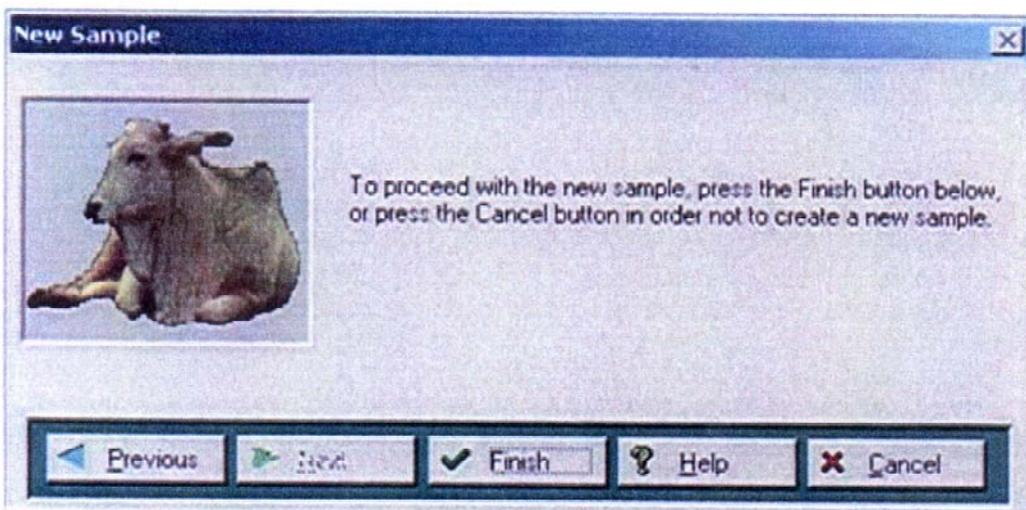 New Sample
To proceed with the new sample, press the Finish button below,
or press the Cancel button in order not to create a new sample.
Previous
Next
Finish
Help
Cancel